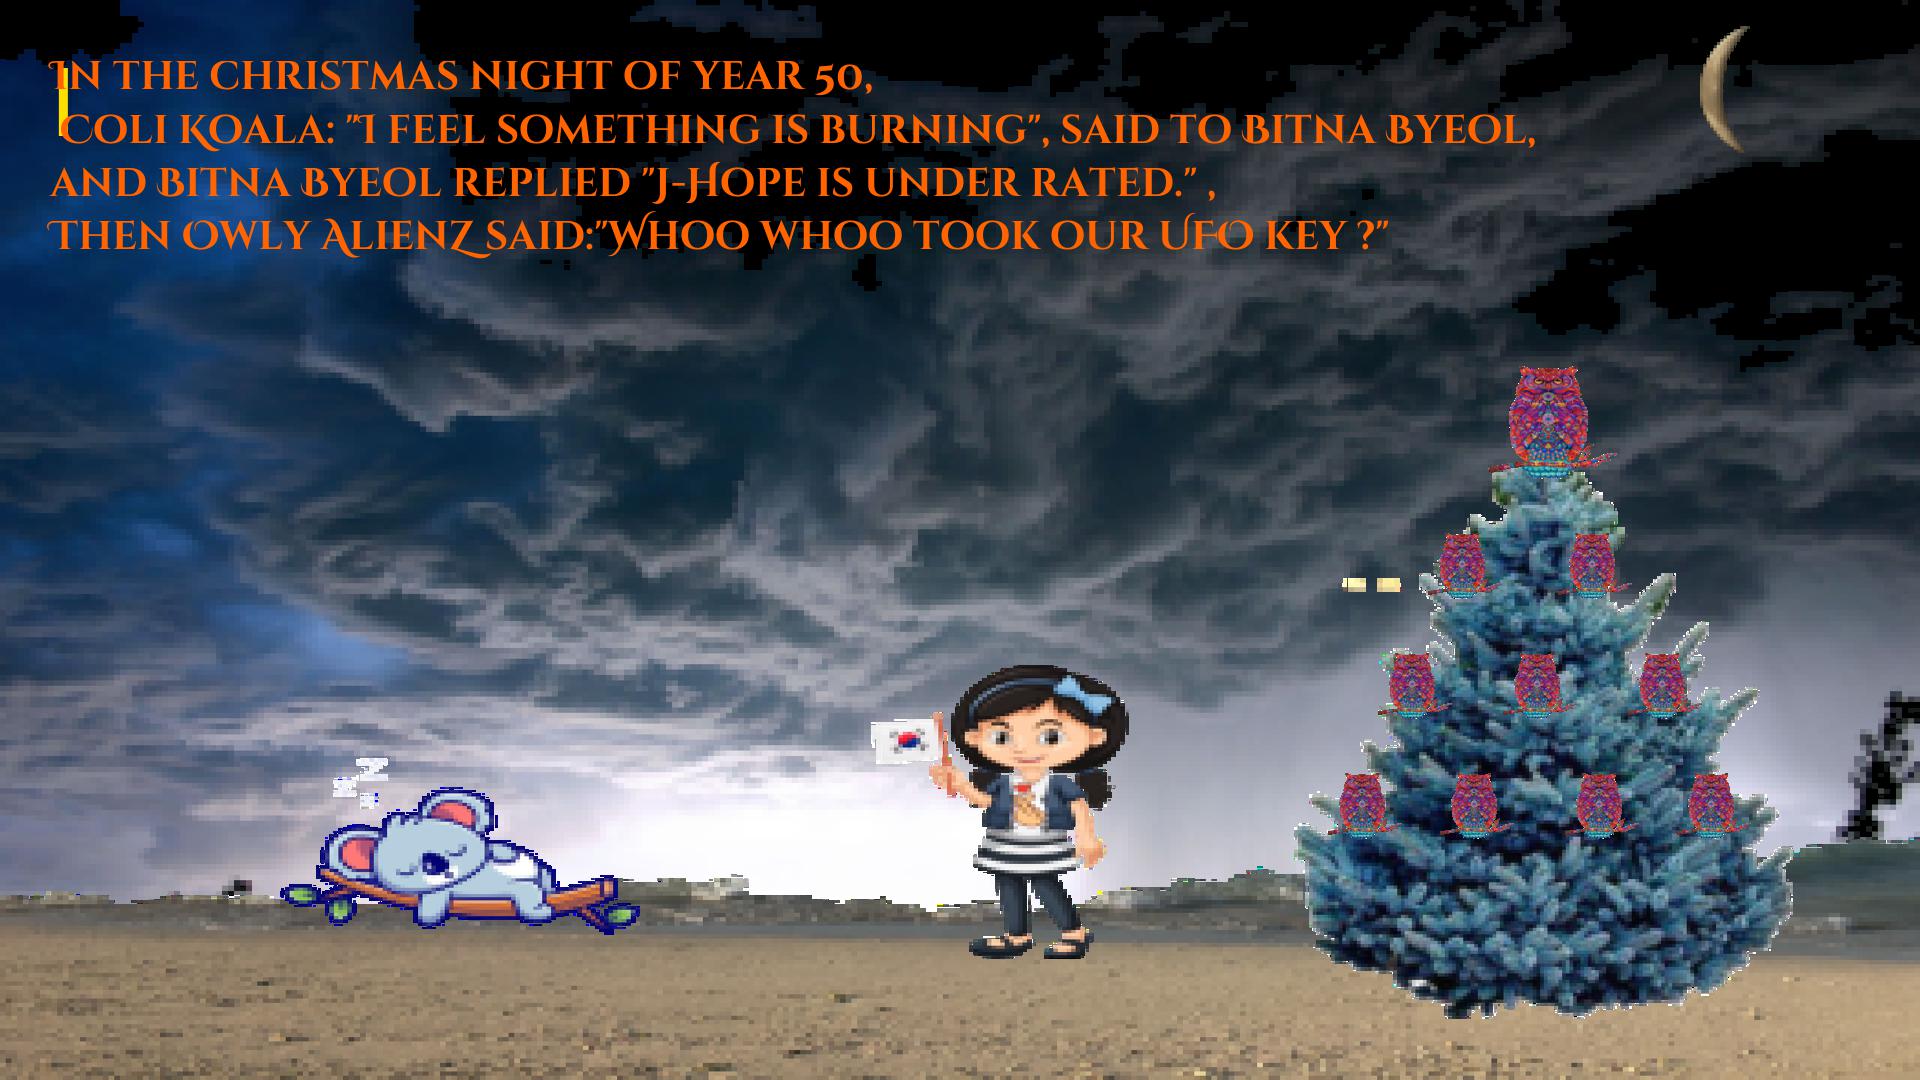 In the Christmas night of year 50,
Coli Koala: "I feel something is burning", said to Bitna Byeol,
and Bitna Byeol replied "J-Hope is under rated." ,
Then Owly Alienz said:"Whoo whoo took our UFO key ?"
zZz